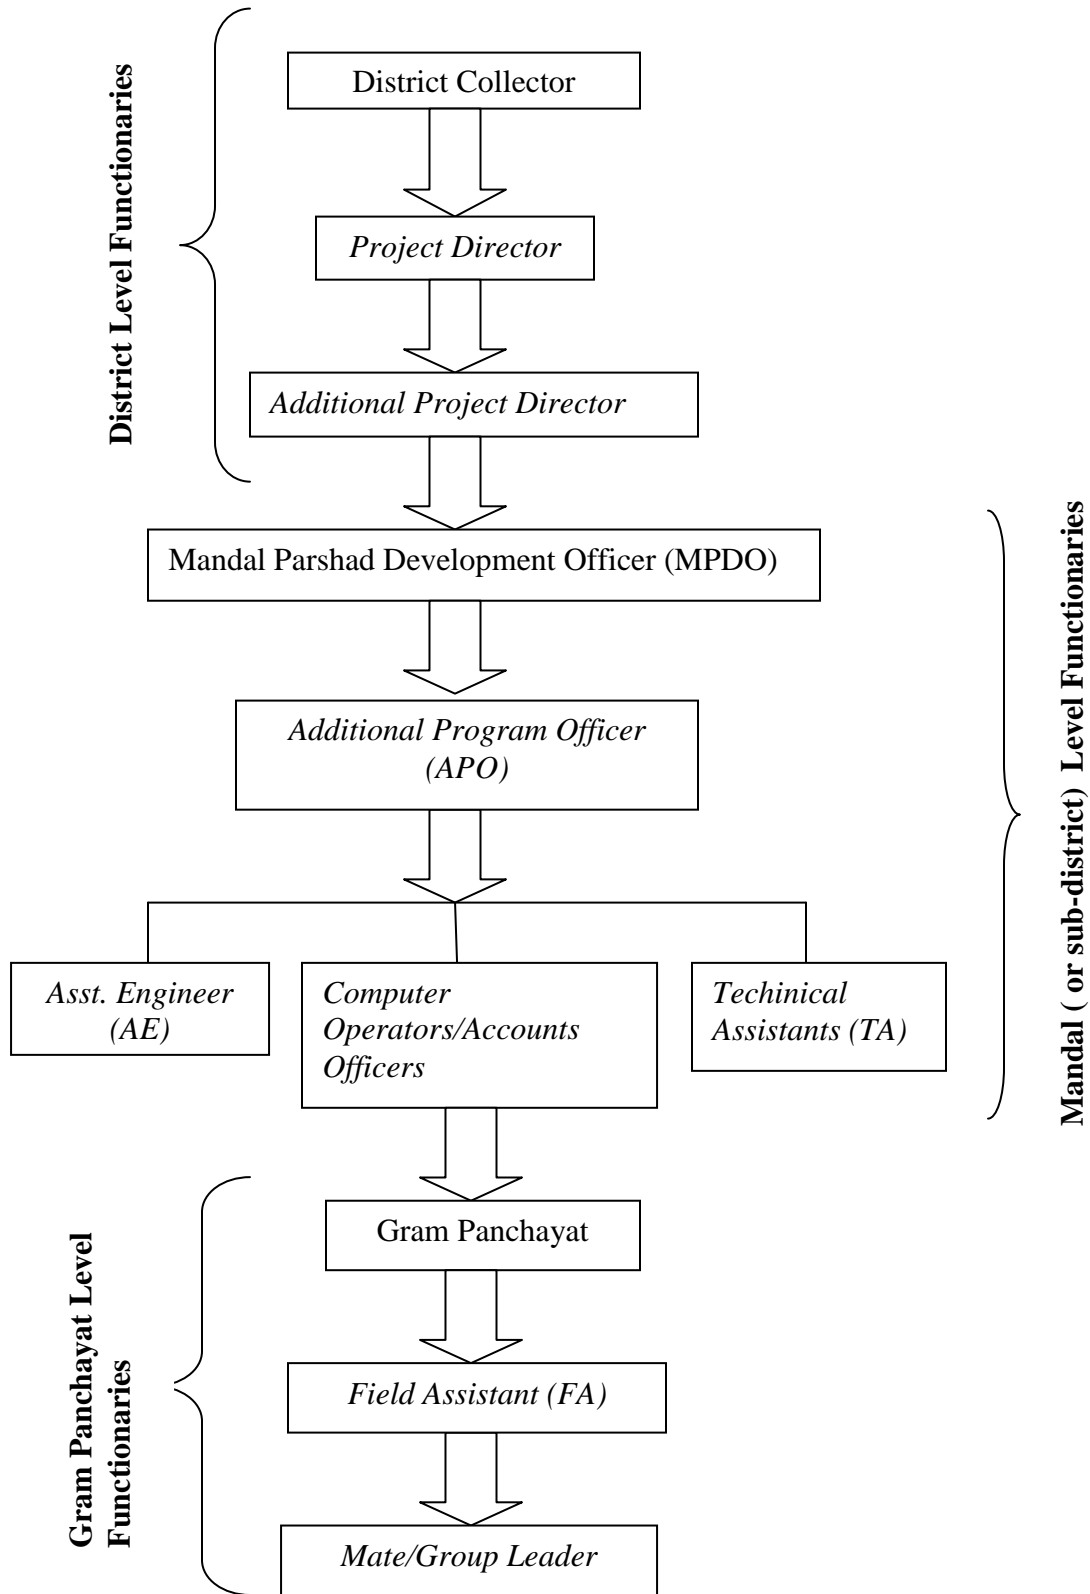 District Level Functionaries
District Collector
Project Director
Additional Project Director
Mandal ( or sub-district) Level Functionaries
Mandal Parshad Development Officer (MPDO)
Additional Program Officer
(APO)
Asst. Engineer
(AE)
Computer
Operators/Accounts
Officers
Techinical
Assistants (TA)
Gram Panchayat Level
Functionaries
Gram Panchayat
Field Assistant (FA)
Mate/Group Leader